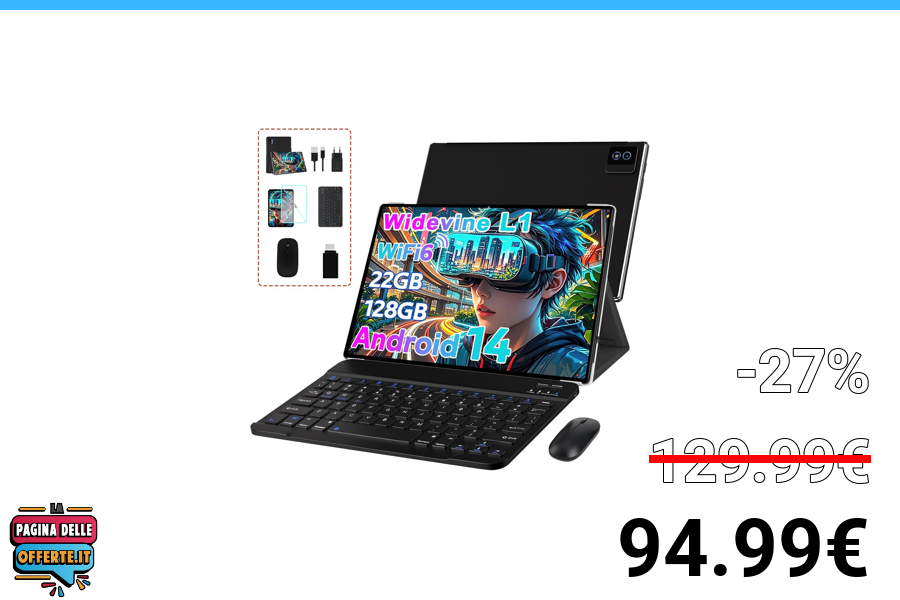 Widevine L1
WiFi6
22GB
128GB
Android 14
-27%
129.99€
94.99€
LA
PAGINA DELLE
OFFERTE.IT